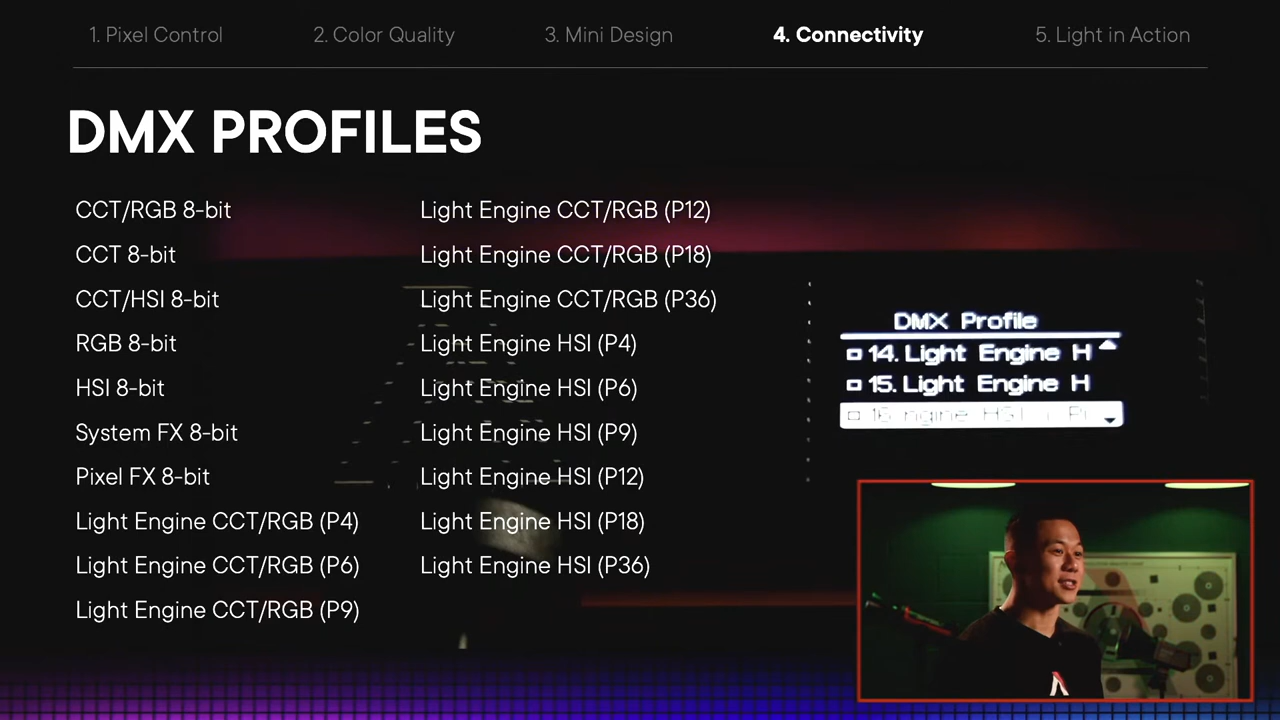 1. Pixel Control
2. Color Quality
3. Mini Design
4. Connectivity
5. Light in Action
DMX PROFILES
CCT/RGB 8-bit
CCT 8-bit
CCT/HSI 8-bit
RGB 8-bit
HSI 8-bit
System FX 8-bit
Pixel FX 8-bit
Light Engine CCT/RGB (P4)
Light Engine CCT/RGB (P6)
Light Engine CCT/RGB (P9)
Light Engine CCT/RGB (P12)
Light Engine CCT/RGB (P18)
Light Engine CCT/RGB (P36)
Light Engine HSI (P4)
Light Engine HSI (P6)
Light Engine HSI (P9)
Light Engine HSI (P12)
Light Engine HSI (P18)
Light Engine HSI (P36)
DMX Profile
14. Light Engine H
15. Light Engine H
16 ngine HSI